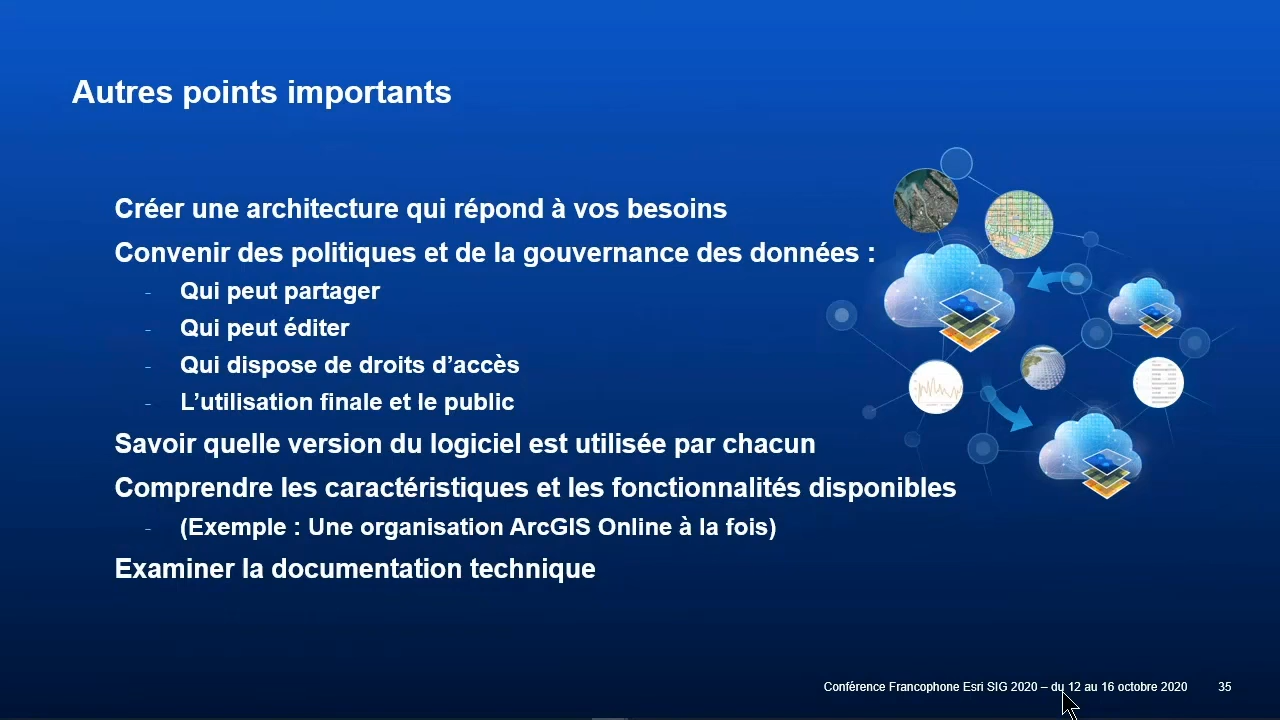 Autres points importants
Créer une architecture qui répond à vos besoins
Convenir des politiques et de la gouvernance des données :
- Qui peut partager
- Qui peut éditer
- Qui dispose de droits d’accès
- L’utilisation finale et le public
Savoir quelle version du logiciel est utilisée par chacun
Comprendre les caractéristiques et les fonctionnalités disponibles
- (Exemple : Une organisation ArcGIS Online à la fois)
Examiner la documentation technique
Conférence Francophone Esri SIG 2020 – du 12 au 16 octobre 2020 35